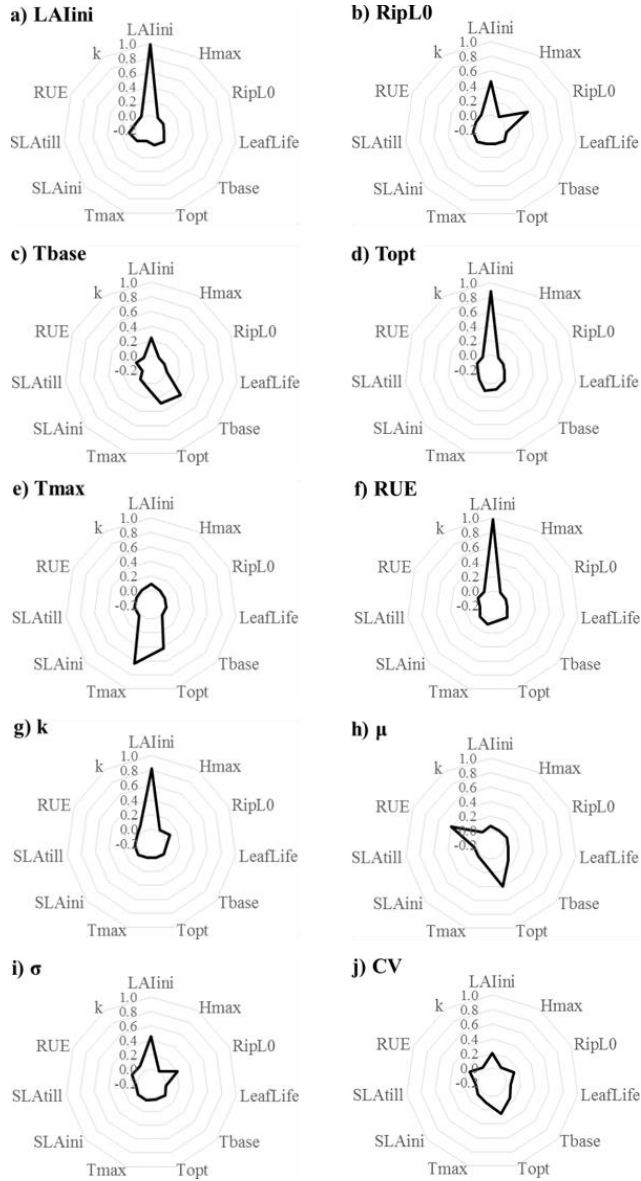 a) LAIini
LAIini
Hmax
RipL0
LeafLife
Tbase
Topt
Tmax
SLAini
SLAtill
RUE
k
1.0
0.8
0.6
0.4
0.2
0.0
-0.2
b) RipL0
LAIini
Hmax
RipL0
LeafLife
Tbase
Topt
Tmax
SLAini
SLAtill
RUE
k
1.0
0.8
0.6
0.4
0.2
0.0
-0.2
c) Tbase
LAIini
Hmax
RipL0
LeafLife
Tbase
Topt
Tmax
SLAini
SLAtill
RUE
k
1.0
0.8
0.6
0.4
0.2
0.0
-0.2
d) Topt
LAIini
Hmax
RipL0
LeafLife
Tbase
Topt
Tmax
SLAini
SLAtill
RUE
k
1.0
0.8
0.6
0.4
0.2
0.0
-0.2
e) Tmax
LAIini
Hmax
RipL0
LeafLife
Tbase
Topt
Tmax
SLAini
SLAtill
RUE
k
1.0
0.8
0.6
0.4
0.2
0.0
-0.2
f) RUE
LAIini
Hmax
RipL0
LeafLife
Tbase
Topt
Tmax
SLAini
SLAtill
RUE
k
1.0
0.8
0.6
0.4
0.2
0.0
-0.2
g) k
LAIini
Hmax
RipL0
LeafLife
Tbase
Topt
Tmax
SLAini
SLAtill
RUE
k
1.0
0.8
0.6
0.4
0.2
0.0
-0.2
h) μ
LAIini
Hmax
RipL0
LeafLife
Tbase
Topt
Tmax
SLAini
SLAtill
RUE
k
1.0
0.8
0.6
0.4
0.2
0.0
-0.2
i) σ
LAIini
Hmax
RipL0
LeafLife
Tbase
Topt
Tmax
SLAini
SLAtill
RUE
k
1.0
0.8
0.6
0.4
0.2
0.0
-0.2
j) CV
LAIini
Hmax
RipL0
LeafLife
Tbase
Topt
Tmax
SLAini
SLAtill
RUE
k
1.0
0.8
0.6
0.4
0.2
0.0
-0.2